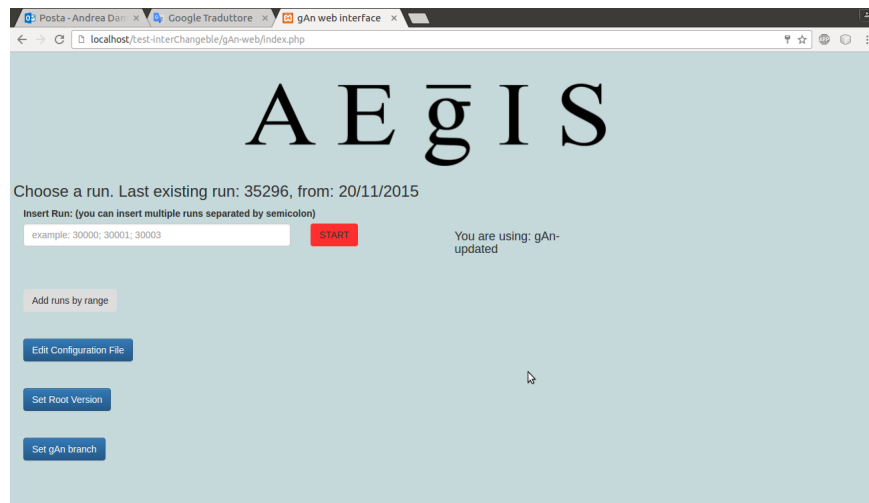 Posta - Andrea Dam
Google Traduttore
gAn web interface
localhost/test-interChangeble/gAn-web/index.php
AEḡIS
Choose a run. Last existing run: 35296, from: 20/11/2015
Insert Run: (you can insert multiple runs separated by semicolon)
example: 30000; 30001; 30003
START
You are using: gAn-
updated
Add runs by range
Edit Configuration File
Set Root Version
Set gAn branch